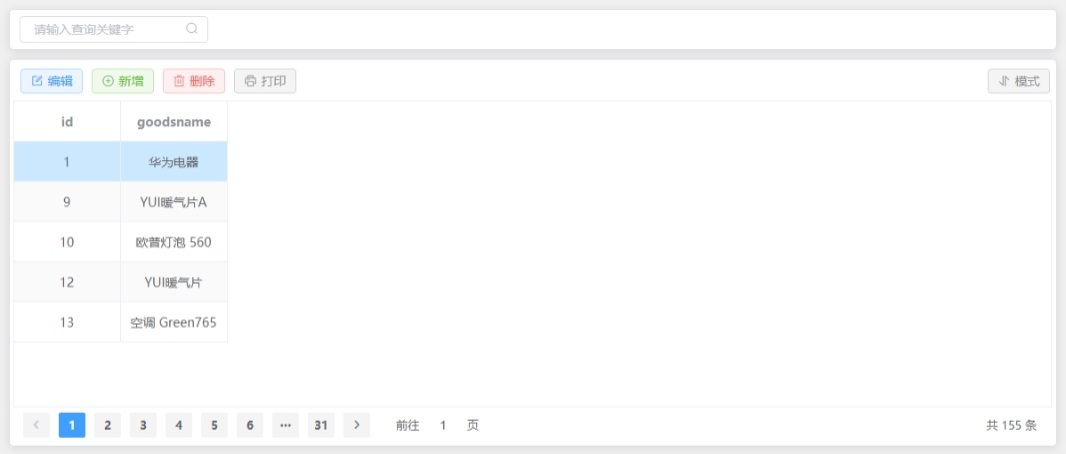 请输入查询关键字
编辑 新增 删除 打印 模式
id goodsname
1 华为电器
9 YUI暖气片A
10 欧普灯泡 560
12 YUI暖气片
13 空调 Green765
1 2 3 4 5 6 ··· 31 前往 1 页 共 155 条